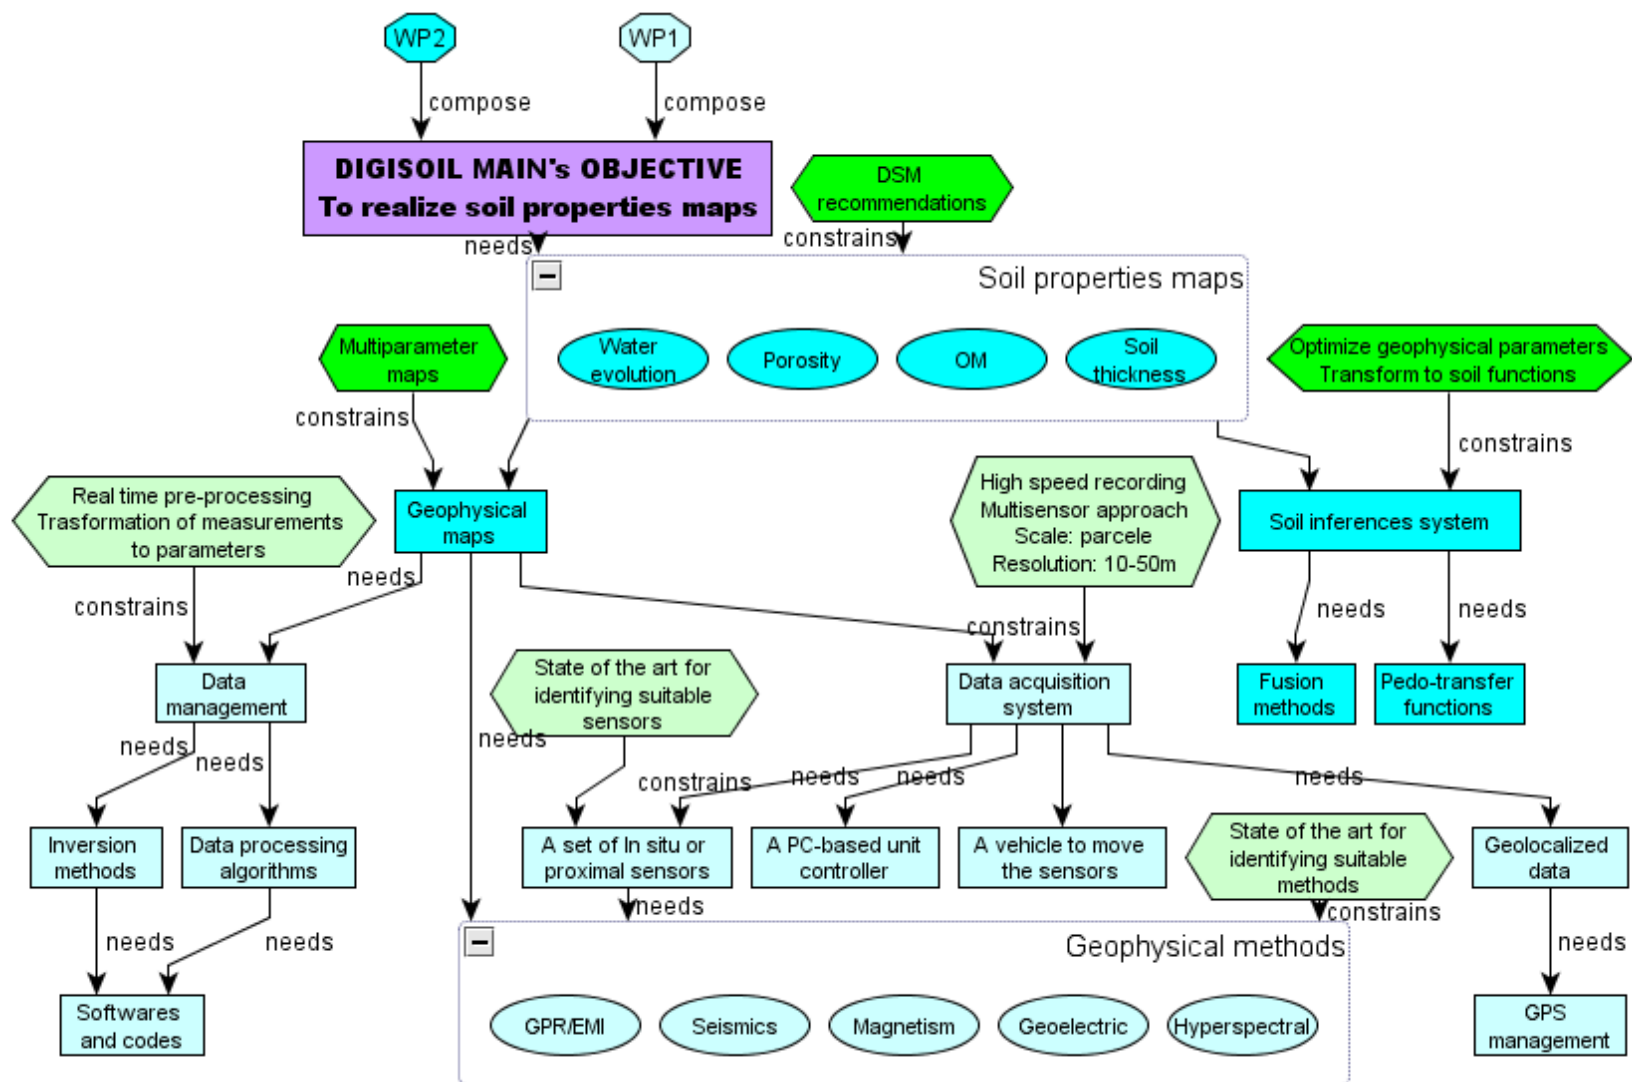 WP2
WP1
compose
compose
DIGISOIL MAIN's OBJECTIVE
To realize soil properties maps
DSM
recommendations
needs
constrains
Soil properties maps
Water
evolution
Porosity
OM
Soil
thickness
Multiparameter
maps
Optimize geophysical parameters
Transform to soil functions
constrains
constrains
Real time pre-processing
Trasformation of measurements
to parameters
Geophysical
maps
High speed recording
Multisensor approach
Scale: parcele
Resolution: 10-50m
Soil inferences system
needs
constrains
constrains
needs
needs
Data
management
State of the art for
identifying suitable
sensors
Data acquisition
system
Fusion
methods
Pedo-transfer
functions
needs
needs
needs
constrains
needs
needs
needs
Inversion
methods
Data processing
algorithms
A set of In situ or
proximal sensors
A PC-based unit
controller
A vehicle to move
the sensors
State of the art for
identifying suitable
methods
Geolocalized
data
needs
constrains
needs
needs
needs
Geophysical methods
Softwares
and codes
GPR/EMI
Seismics
Magnetism
Geoelectric
Hyperspectral
GPS
management